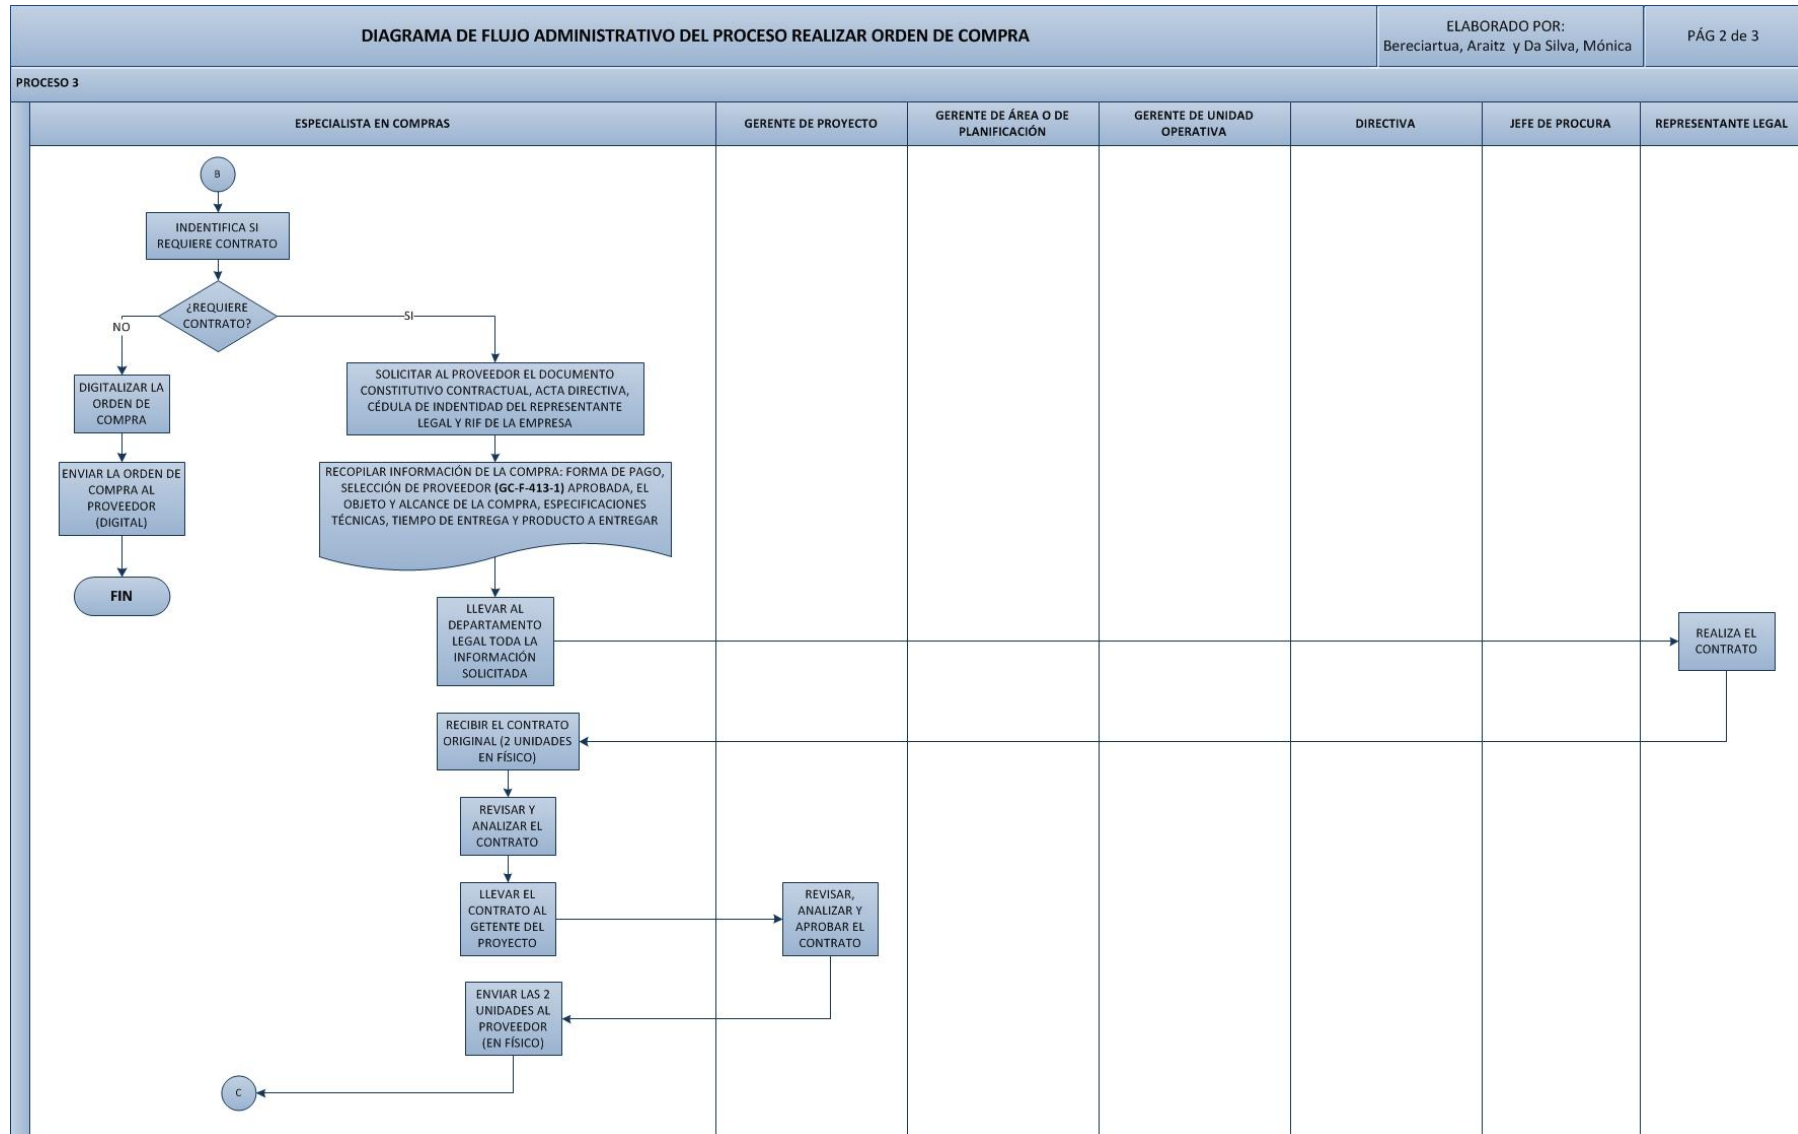 DIAGRAMA DE FLUJO ADMINISTRATIVO DEL PROCESO REALIZAR ORDEN DE COMPRA
ELABORADO POR:
Bereciartua, Araitz y Da Silva, Mónica
PÁG 2 de 3
PROCESO 3
ESPECIALISTA EN COMPRAS
GERENTE DE PROYECTO
GERENTE DE ÁREA O DE
PLANIFICACIÓN
GERENTE DE UNIDAD
OPERATIVA
DIRECTIVA
JEFE DE PROCURA
REPRESENTANTE LEGAL
B
INDENTIFICA SI
REQUIERE CONTRATO
¿REQUIERE
CONTRATO?
NO
SI
DIGITALIZAR LA
ORDEN DE
COMPRA
ENVIAR LA ORDEN DE
COMPRA AL
PROVEEDOR
(DIGITAL)
FIN
SOLICITAR AL PROVEEDOR EL DOCUMENTO
CONSTITUTIVO CONTRACTUAL, ACTA DIRECTIVA,
CÉDULA DE INDENTIDAD DEL REPRESENTANTE
LEGAL Y RIF DE LA EMPRESA
RECOPILAR INFORMACIÓN DE LA COMPRA: FORMA DE PAGO,
SELECCIÓN DE PROVEEDOR (GC-F-413-1) APROBADA, EL
OBJETO Y ALCANCE DE LA COMPRA, ESPECIFICACIONES
TÉCNICAS, TIEMPO DE ENTREGA Y PRODUCTO A ENTREGAR
LLEVAR AL
DEPARTAMENTO
LEGAL TODA LA
INFORMACIÓN
SOLICITADA
REALIZA EL
CONTRATO
RECIBIR EL CONTRATO
ORIGINAL (2 UNIDADES
EN FÍSICO)
REVISAR Y
ANALIZAR EL
CONTRATO
LLEVAR EL
CONTRATO AL
GETENTE DEL
PROYECTO
REVISAR,
ANALIZAR Y
APROBAR EL
CONTRATO
ENVIAR LAS 2
UNIDADES AL
PROVEEDOR
(EN FÍSICO)
C